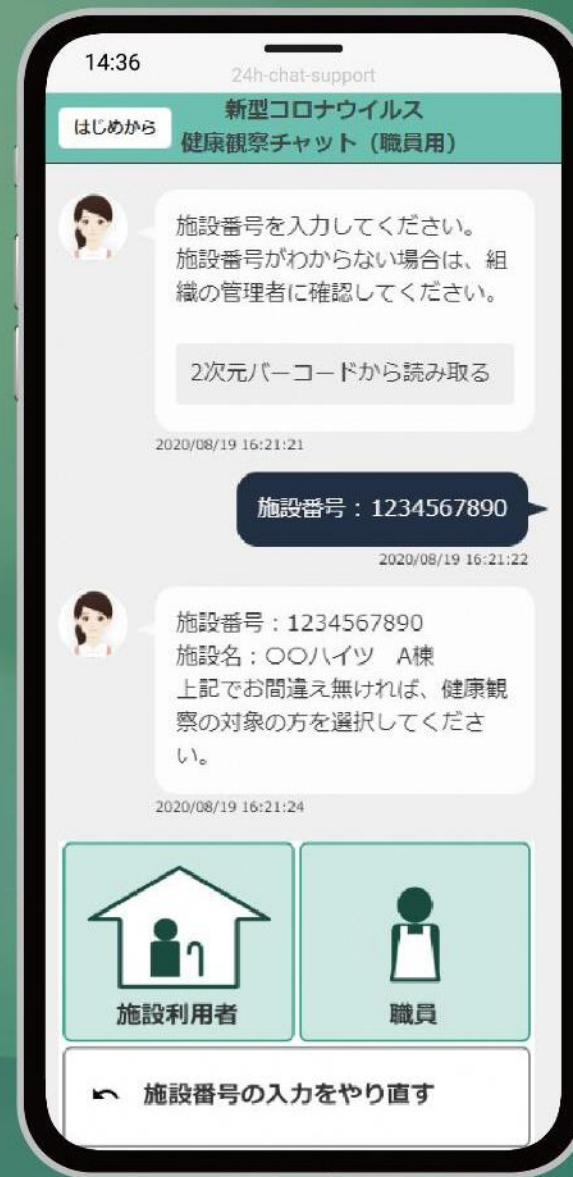 14:36
24h-chat-support
はじめから
新型コロナウイルス
健康観察チャット（職員用）
施設番号を入力してください。
施設番号がわからない場合は、組
織の管理者に確認してください。
2次元バーコードから読み取る
2020/08/19 16:21:21
施設番号：1234567890
2020/08/19 16:21:22
施設番号：1234567890
施設名：〇〇ハイツ　A棟
上記でお間違え無ければ、健康観
察の対象の方を選択してくださ
い。
2020/08/19 16:21:24
施設利用者
職員
施設番号の入力をやり直す